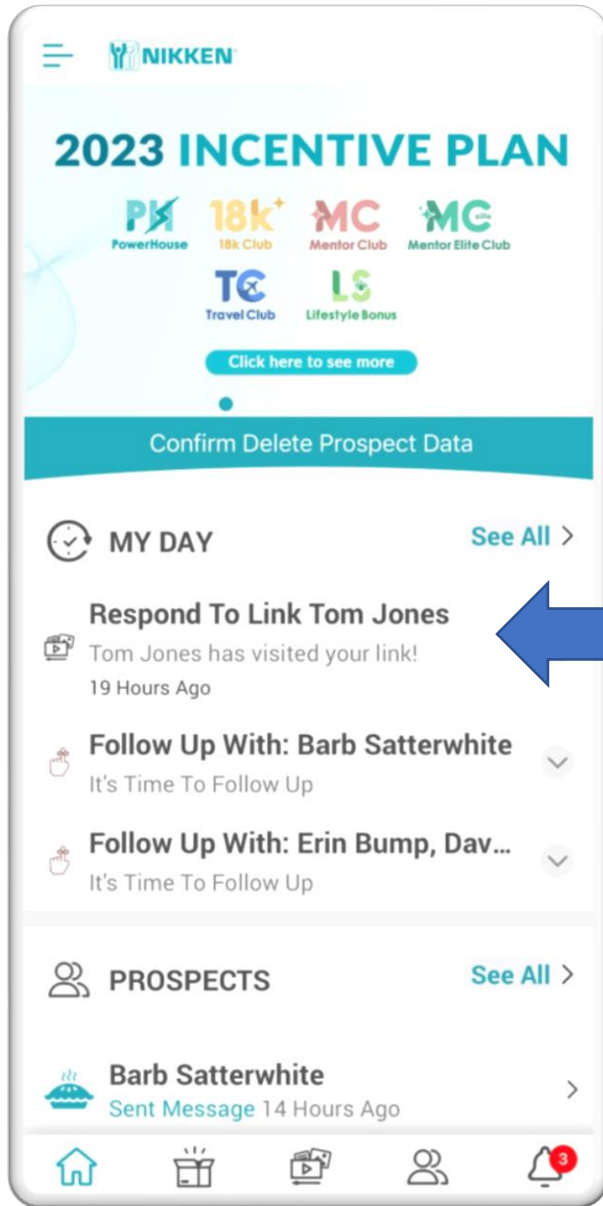 NIKKEN
2023 INCENTIVE PLAN
PK 18k+ MC MC elite
PowerHouse 18k Club Mentor Club Mentor Elite Club
TC LS
Travel Club Lifestyle Bonus
Click here to see more
Confirm Delete Prospect Data
MY DAY See All >
Respond To Link Tom Jones
Tom Jones has visited your link!
19 Hours Ago
Follow Up With: Barb Satterwhite
It's Time To Follow Up
Follow Up With: Erin Bump, Dav...
It's Time To Follow Up
PROSPECTS See All >
Barb Satterwhite
Sent Message 14 Hours Ago
3